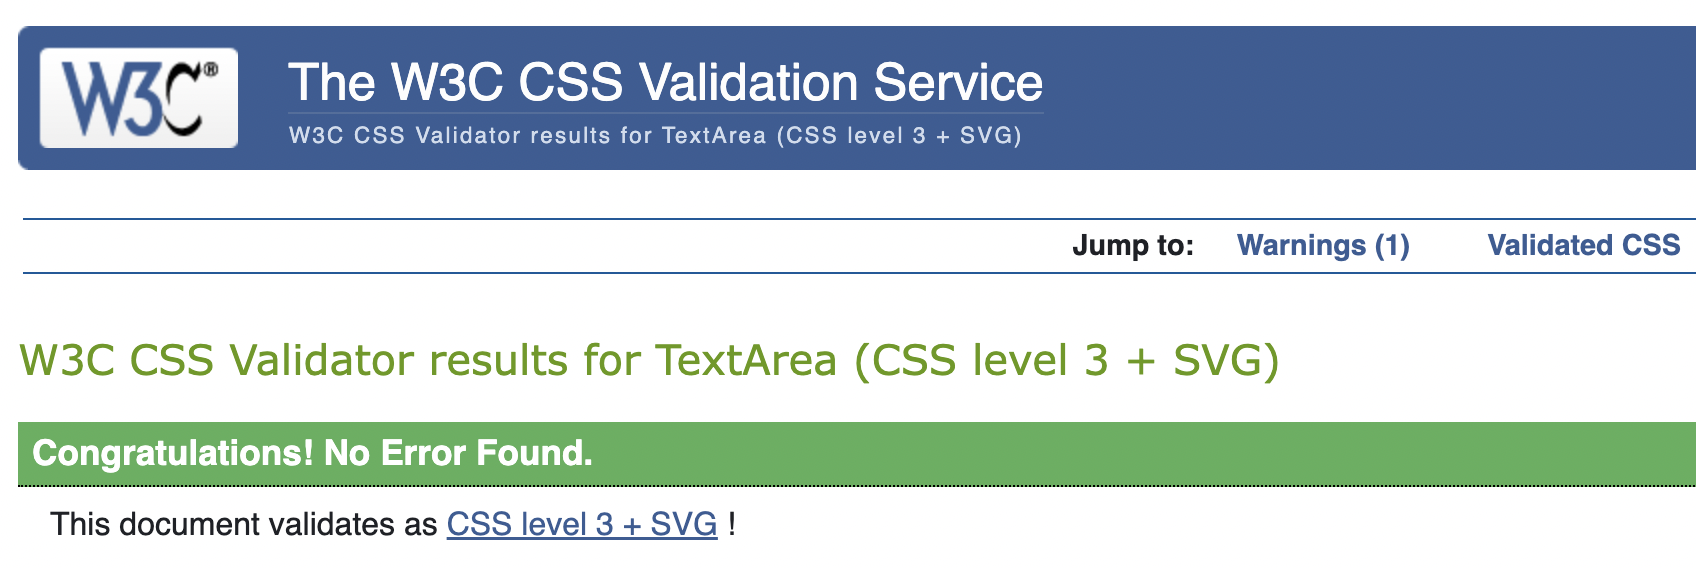 W3C®
The W3C CSS Validation Service
W3C CSS Validator results for TextArea (CSS level 3 + SVG)
Jump to: Warnings (1) Validated CSS
W3C CSS Validator results for TextArea (CSS level 3 + SVG)
Congratulations! No Error Found.
This document validates as CSS level 3 + SVG !